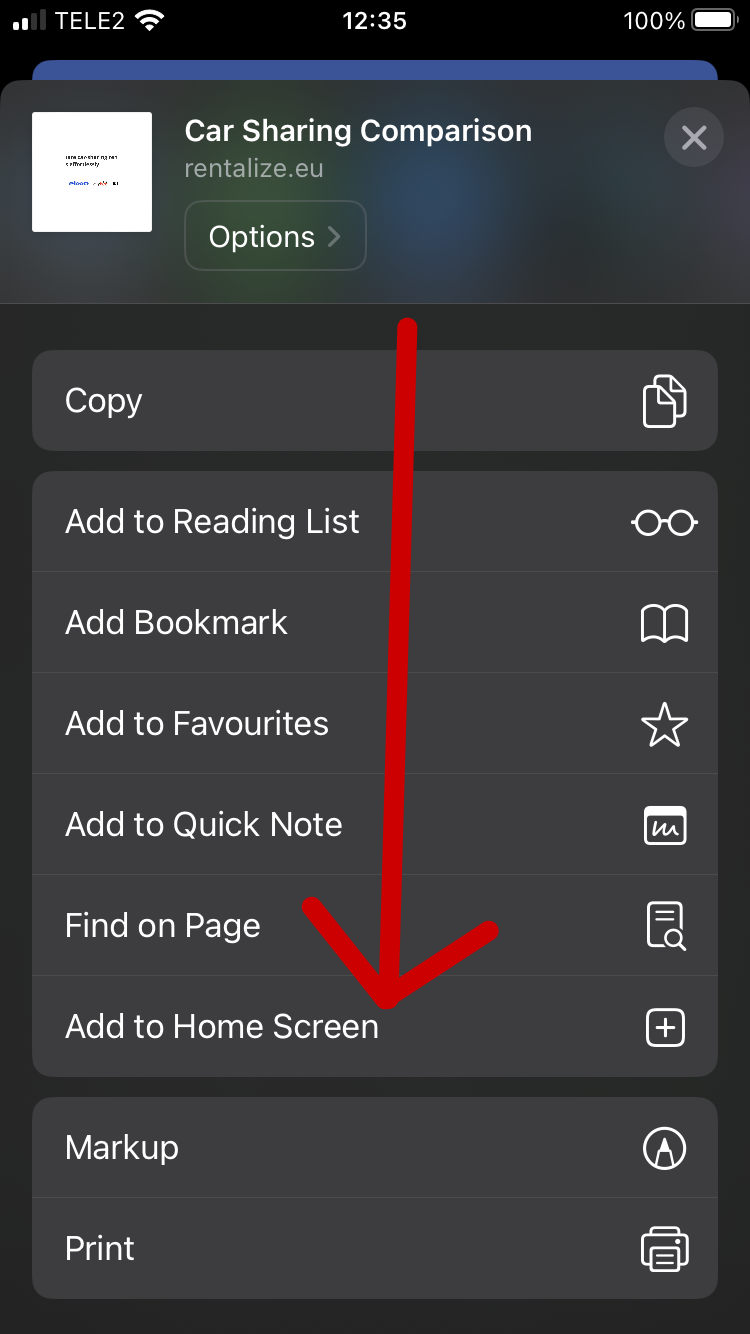 TELE2 12:35 100%
Car Sharing Comparison
rentalize.eu
Options
Copy
Add to Reading List
Add Bookmark
Add to Favourites
Add to Quick Note
Find on Page
Add to Home Screen
Markup
Print